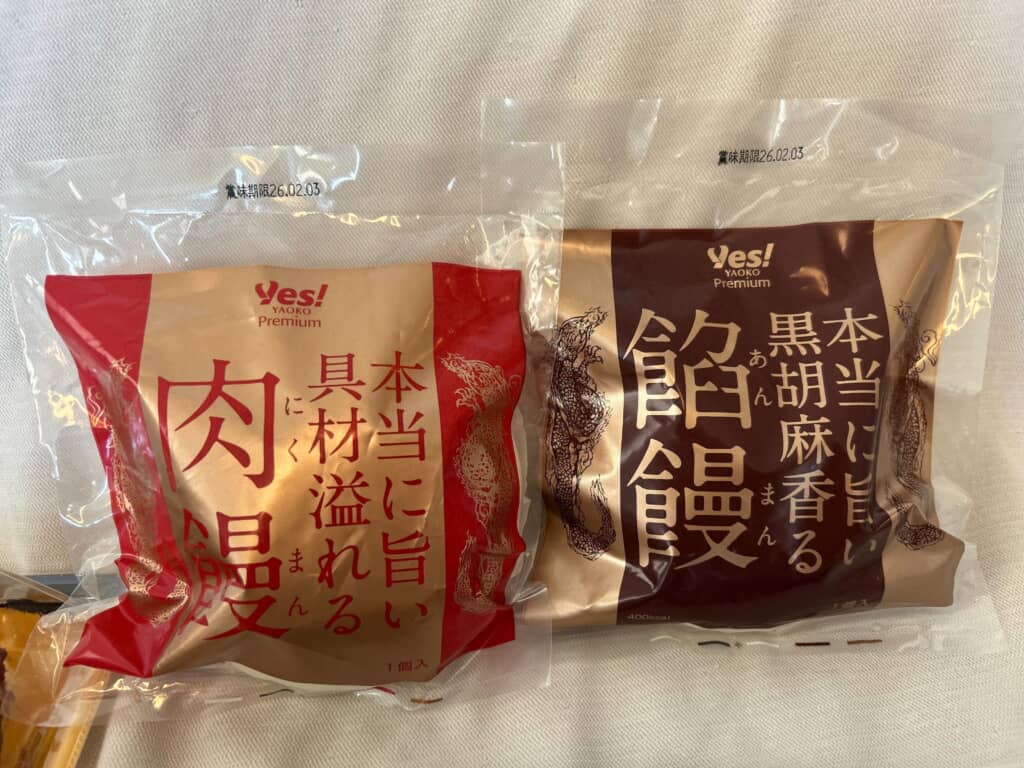 賞味期限26.02.03
Yes!
YAOKO
Premium
本当に旨い
具材溢れる
肉饅
にくまん
1個入
賞味期限26.02.03
Yes!
YAOKO
Premium
本当に旨い
黒胡麻香る
餡饅
あんまん
400kcal